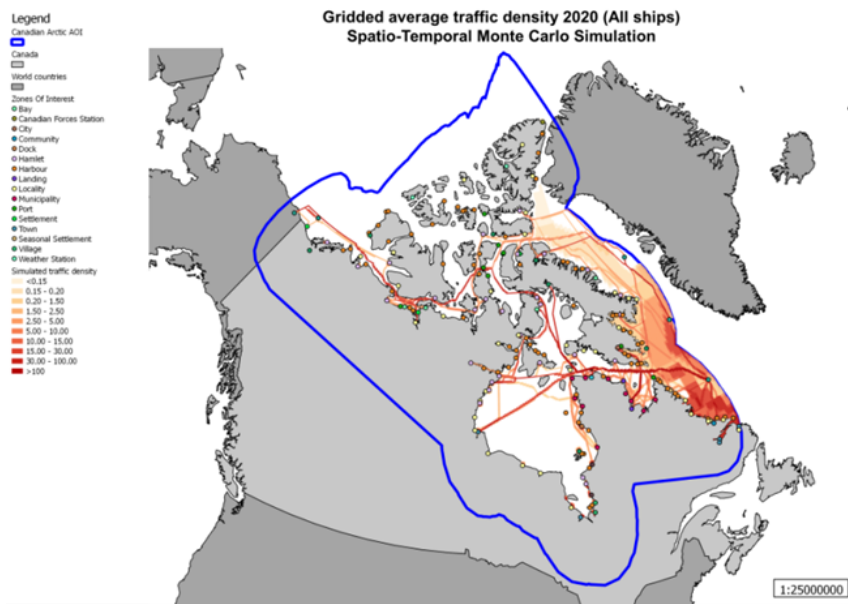 Gridded average traffic density 2020 (All ships)
Spatio-Temporal Monte Carlo Simulation
Legend
Canadian Arctic AOI
Canada
World countries
Zones Of Interest
Bay
Canadian Forces Station
City
Community
Dock
Hamlet
Harbour
Landing
Locality
Municipality
Port
Settlement
Town
Seasonal Settlement
Village
Weather Station
Simulated traffic density
<0.15
0.15 - 0.20
0.20 - 1.50
1.50 - 2.50
2.50 - 5.00
5.00 - 10.00
10.00 - 15.00
15.00 - 30.00
30.00 - 100.00
>100
1:25000000